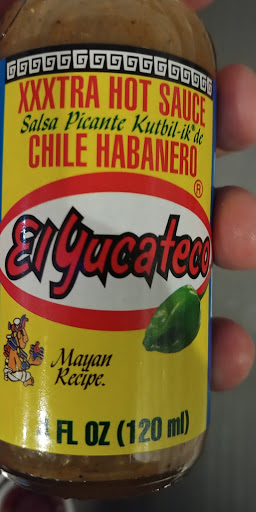 XXXTRA HOT SAUCE
Salsa Picante Kutbil-ik® de
CHILE HABANERO
El Yucateco®
Mayan
Recipe.
FL OZ (120 ml)